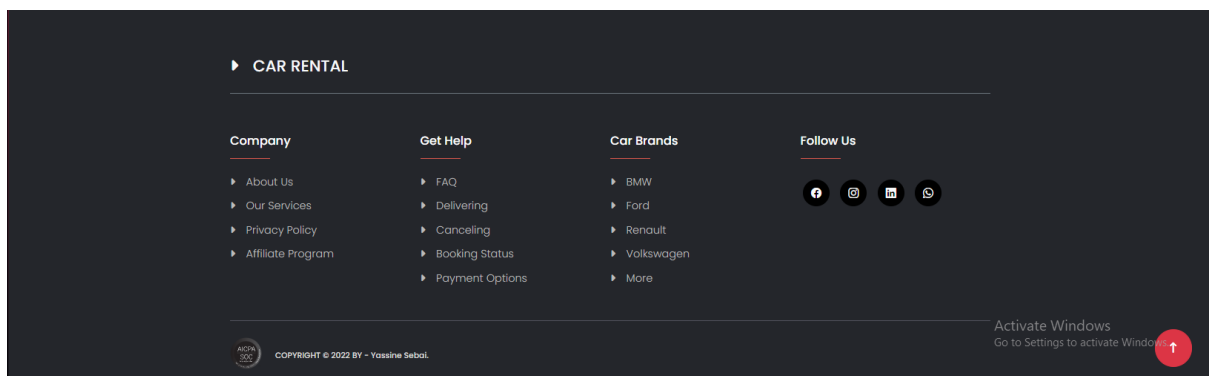 CAR RENTAL
Company
About Us
Our Services
Privacy Policy
Affiliate Program
Get Help
FAQ
Delivering
Canceling
Booking Status
Payment Options
Car Brands
BMW
Ford
Renault
Volkswagen
More
Follow Us
AICPA
SOC
COPYRIGHT © 2022 BY - Yassine Sebai.
Activate Windows
Go to Settings to activate Windows.